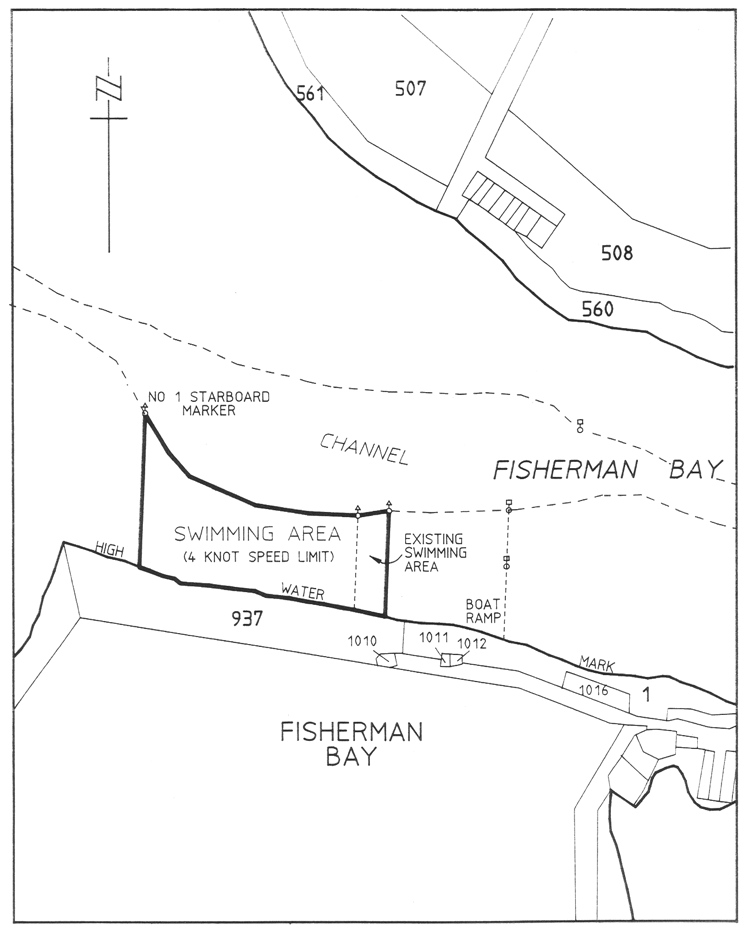 N
561
507
508
560
NO 1 STARBOARD
MARKER
CHANNEL
FISHERMAN BAY
SWIMMING AREA
(4 KNOT SPEED LIMIT)
EXISTING
SWIMMING
AREA
HIGH
WATER
BOAT
RAMP
937
1010
1011
1012
MARK
1016
1
FISHERMAN
BAY